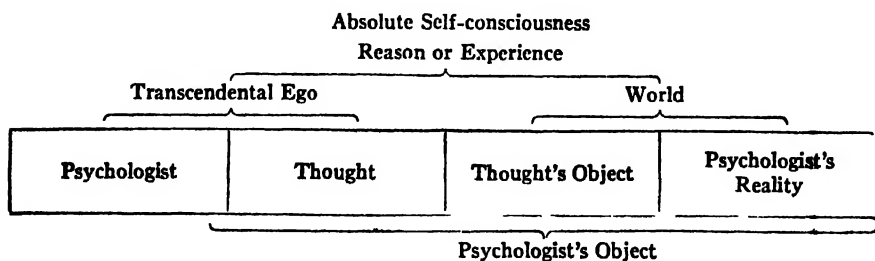 Absolute Self-consciousness
Reason or Experience
Transcendental Ego World
Psychologist Thought Thought's Object Psychologist's
Reality
Psychologist's Object